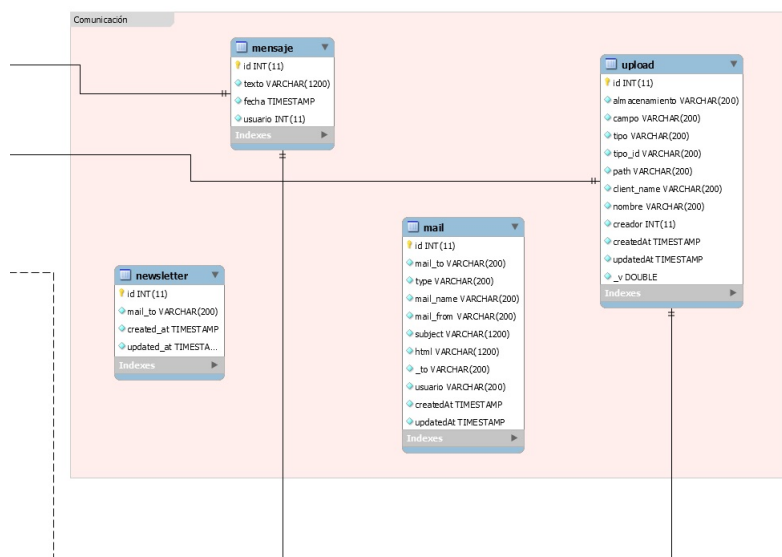 Comunicación
mensaje
id INT(11)
texto VARCHAR(1200)
fecha TIMESTAMP
usuario INT(11)
Indexes
upload
id INT(11)
almacenamiento VARCHAR(200)
campo VARCHAR(200)
tipo VARCHAR(200)
tipo_id VARCHAR(200)
path VARCHAR(200)
client_name VARCHAR(200)
nombre VARCHAR(200)
creador INT(11)
createdAt TIMESTAMP
updatedAt TIMESTAMP
_v DOUBLE
Indexes
mail
id INT(11)
mail_to VARCHAR(200)
type VARCHAR(200)
mail_name VARCHAR(200)
mail_from VARCHAR(200)
subject VARCHAR(1200)
html VARCHAR(1200)
_to VARCHAR(200)
usuario VARCHAR(200)
createdAt TIMESTAMP
updatedAt TIMESTAMP
Indexes
newsletter
id INT(11)
mail_to VARCHAR(200)
created_at TIMESTAMP
updated_at TIMESTA...
Indexes